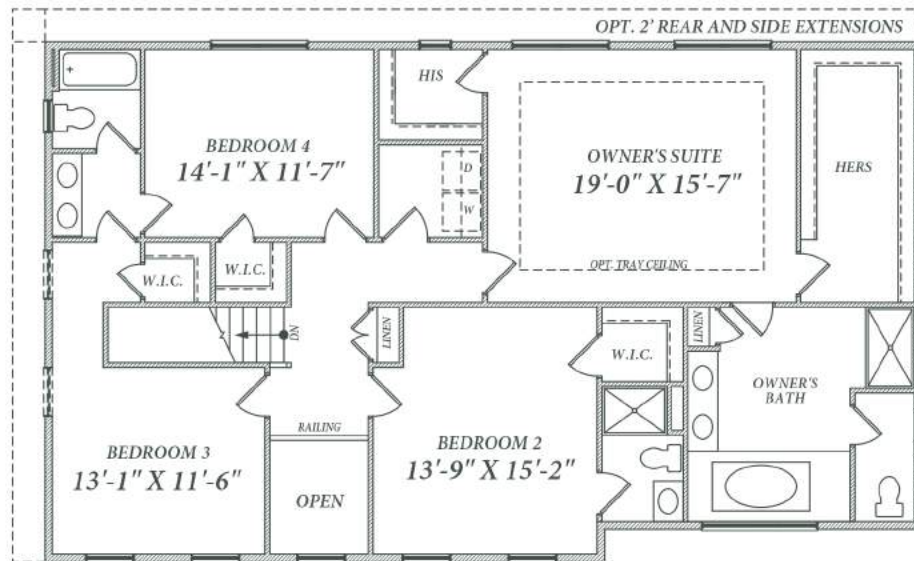 OPT. 2' REAR AND SIDE EXTENSIONS
HIS
BEDROOM 4
14'-1" X 11'-7"
D
W
OWNER'S SUITE
19'-0" X 15'-7"
OPT. TRAY CEILING
HERS
W.I.C.
W.I.C.
DN
LINEN
W.I.C.
LINEN
OWNER'S
BATH
RAILING
BEDROOM 3
13'-1" X 11'-6"
OPEN
BEDROOM 2
13'-9" X 15'-2"